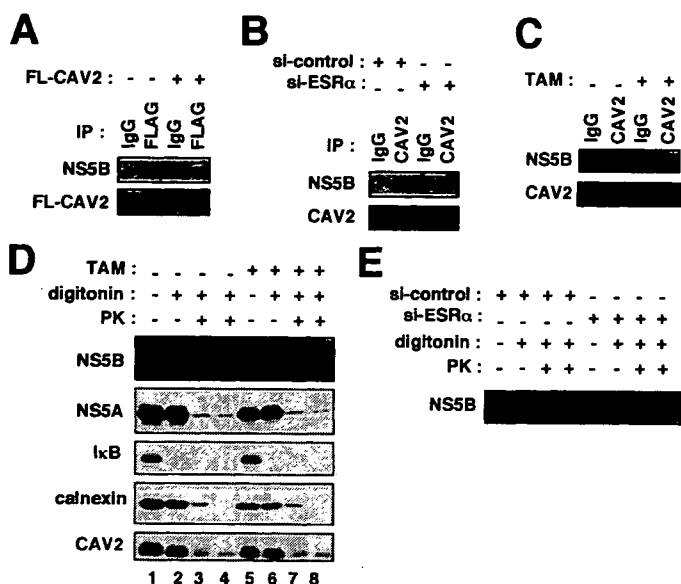 A
FL-CAV2 : - - + +
IP : IgG FLAG IgG FLAG
NS5B
FL-CAV2
B
si-control : + + - -
si-ESRα : - - + +
IP : IgG CAV2 IgG CAV2
NS5B
CAV2
C
TAM : - - + +
IgG CAV2 IgG CAV2
NS5B
CAV2
D
TAM : - - - - + + + +
digitonin : - + + + - + + +
PK : - - + + - - + +
NS5B
NS5A
IκB
calnexin
CAV2
1 2 3 4 5 6 7 8
E
si-control : + + + + - - - -
si-ESRα : - - - - + + + +
digitonin : - + + + - + + +
PK : - - + + - - + +
NS5B